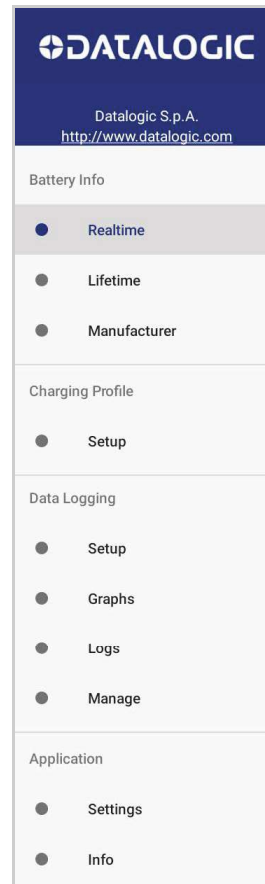 DATALOGIC
Datalogic S.p.A.
http://www.datalogic.com
Battery Info
Realtime
Lifetime
Manufacturer
Charging Profile
Setup
Data Logging
Setup
Graphs
Logs
Manage
Application
Settings
Info